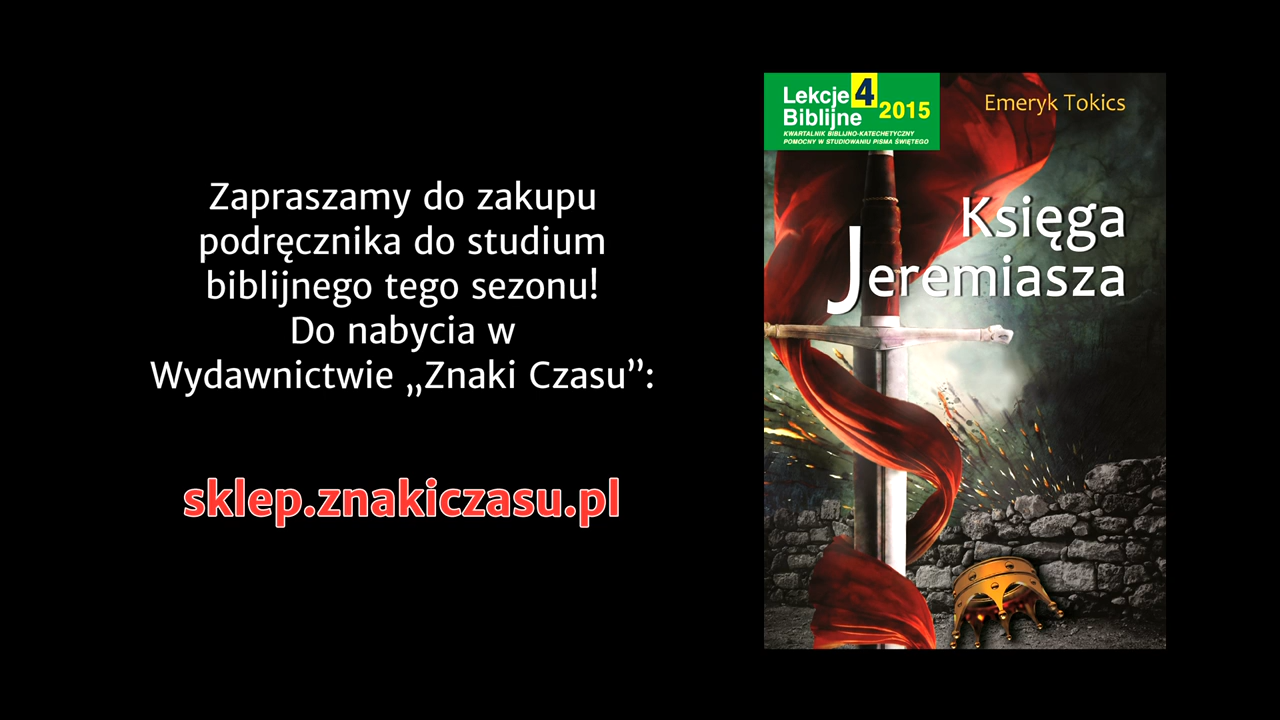 Zapraszamy do zakupu
podręcznika do studium
biblijnego tego sezonu!
Do nabycia w
Wydawnictwie „Znaki Czasu”:
sklep.znakiczasu.pl
Lekcje 4 2015
Biblijne
KWARTALNIK BIBLIJNO-KATECHETYCZNY
POMOCNY W STUDIOWANIU PISMA ŚWIĘTEGO
Emeryk Tokics
Księga
Jeremiasza